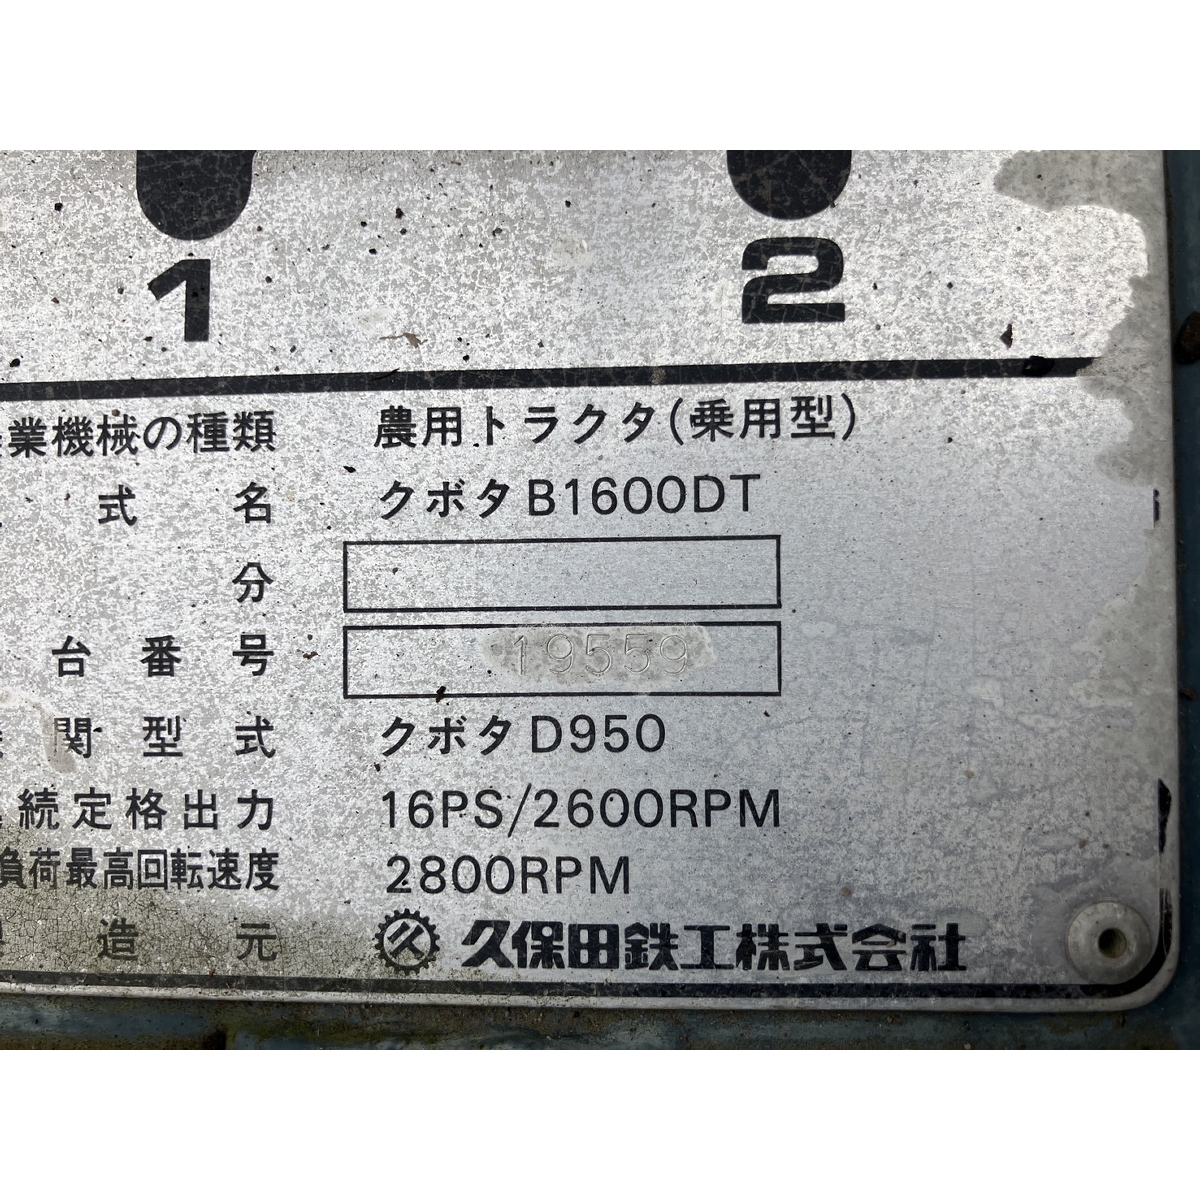 1 2
業機械の種類 農用トラクタ(乗用型)
式名 クボタB1600DT
分
台番号 19559
関型式 クボタD950
続定格出力 16PS/2600RPM
負荷最高回転速度 2800RPM
造元 久保田鉄工株式会社